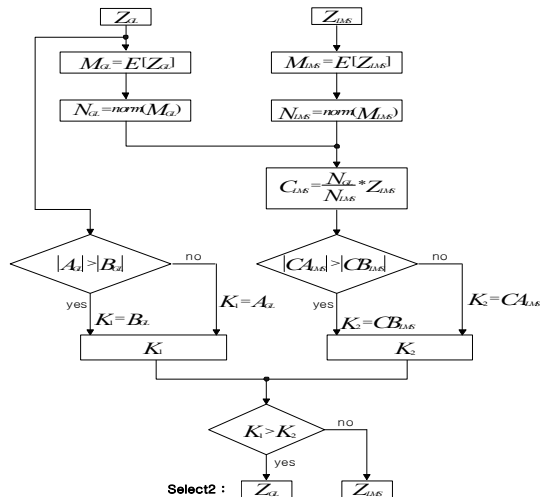 Z_GL
Z_LMS
M_GL=E[Z_GL]
M_LMS=E[Z_LMS]
N_GL=norm(M_GL)
N_LMS=norm(M_LMS)
C_LMS=N_GL/N_LMS*Z_LMS
|A_GL|>|B_GL|
no
|CA_LMS|>|CB_LMS|
no
yes
K_1=B_GL
K_1=A_GL
yes
K_2=CB_LMS
K_2=CA_LMS
K_1
K_2
K_1>K_2
no
yes
Select2 :
Z_GL
Z_LMS